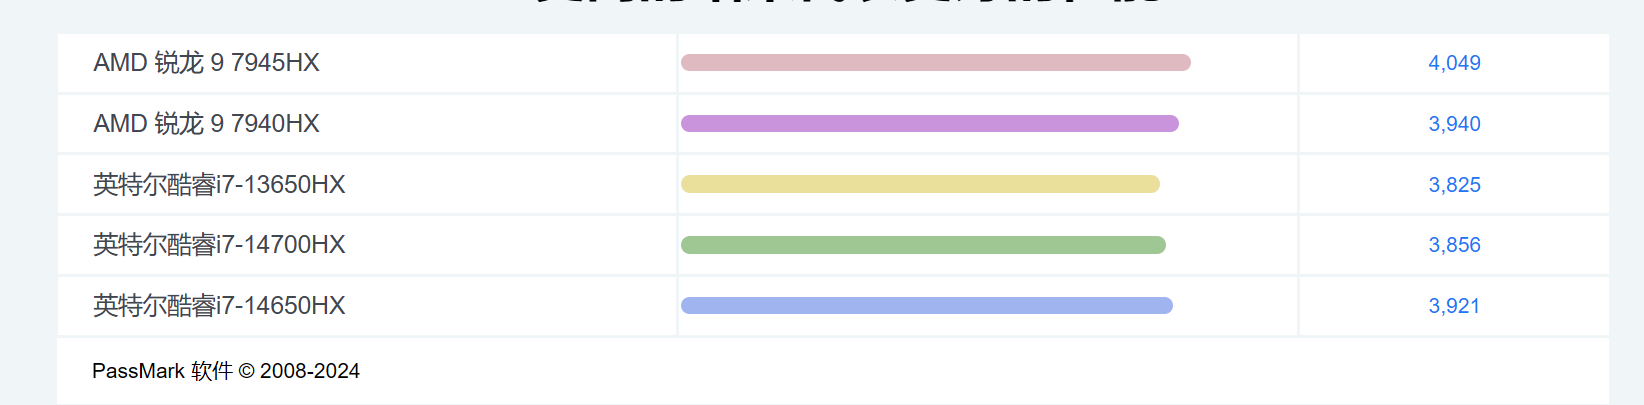 AMD 锐龙 9 7945HX 4,049
AMD 锐龙 9 7940HX 3,940
英特尔酷睿i7-13650HX 3,825
英特尔酷睿i7-14700HX 3,856
英特尔酷睿i7-14650HX 3,921
PassMark 软件 © 2008-2024